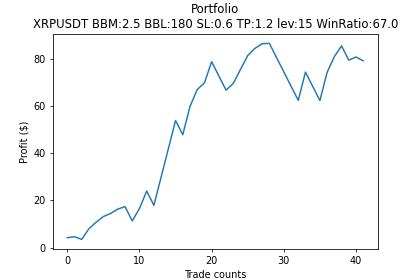 Portfolio
XRPUSDT BBM:2.5 BBL:180 SL:0.6 TP:1.2 lev:15 WinRatio:67.0
Profit ($)
80
60
40
20
0
0 10 20 30 40
Trade counts